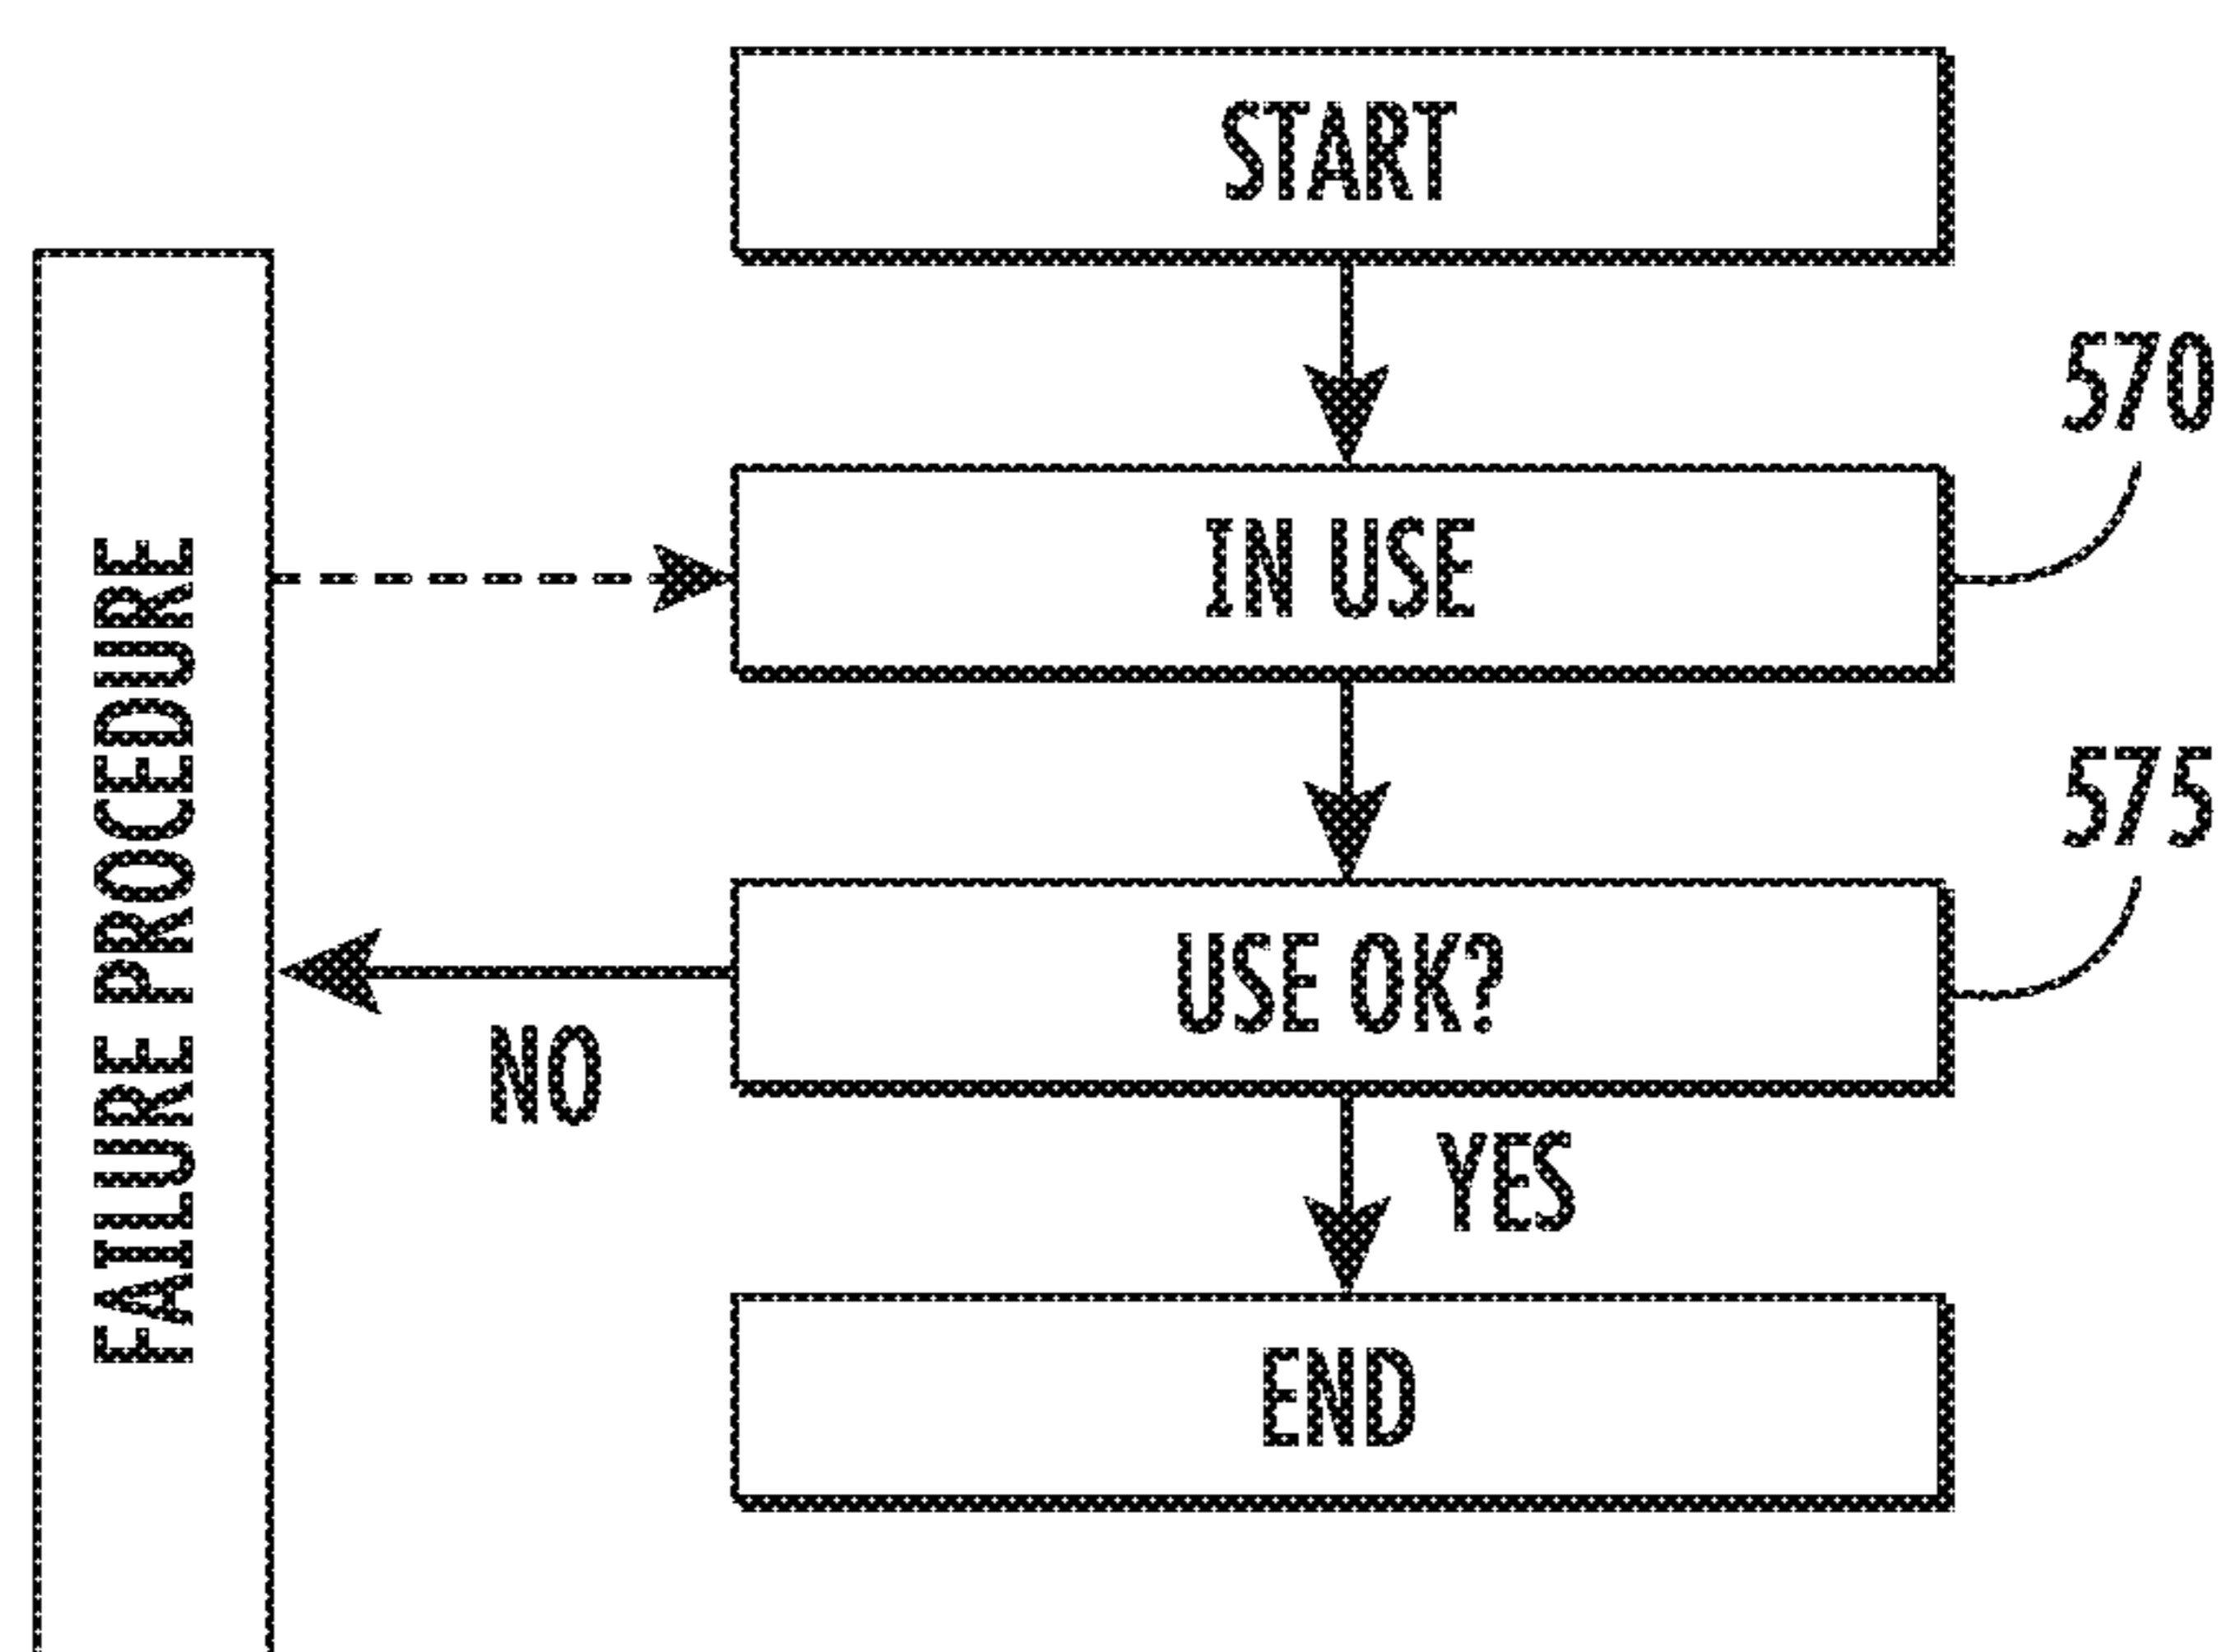 START
570
IN USE
575
USE OK?
NO
YES
END
FAILURE PROCEDURE